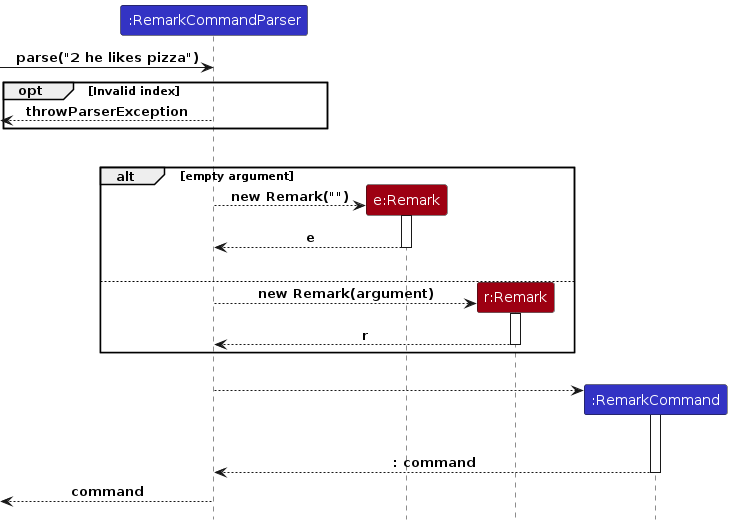 :RemarkCommandParser
parse("2 he likes pizza")
opt [Invalid index]
throwParserException
alt [empty argument]
new Remark("")
e:Remark
e
new Remark(argument)
r:Remark
r
:RemarkCommand
: command
command